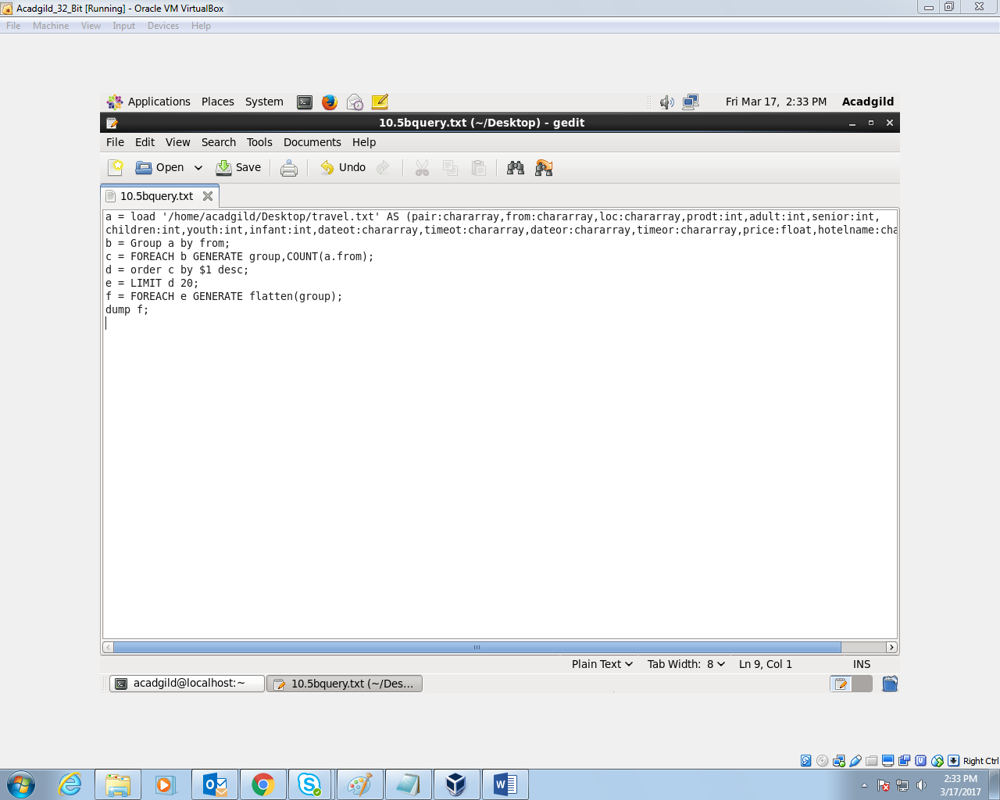 Acadgild_32_Bit [Running] - Oracle VM VirtualBox
File Machine View Input Devices Help
Applications Places System Fri Mar 17, 2:33 PM Acadgild
10.5bquery.txt (~/Desktop) - gedit
File Edit View Search Tools Documents Help
Open Save Undo
10.5bquery.txt
a = load '/home/acadgild/Desktop/travel.txt' AS (pair:chararray,from:chararray,loc:chararray,prodt:int,adult:int,senior:int,
children:int,youth:int,infant:int,dateot:chararray,timeot:chararray,dateor:chararray,timeor:chararray,price:float,hotelname:cha
b = Group a by from;
c = FOREACH b GENERATE group,COUNT(a.from);
d = order c by $1 desc;
e = LIMIT d 20;
f = FOREACH e GENERATE flatten(group);
dump f;
Plain Text Tab Width: 8 Ln 9, Col 1 INS
acadgild@localhost:~ 10.5bquery.txt (~/Des...
Right Ctrl
2:33 PM
3/17/2017